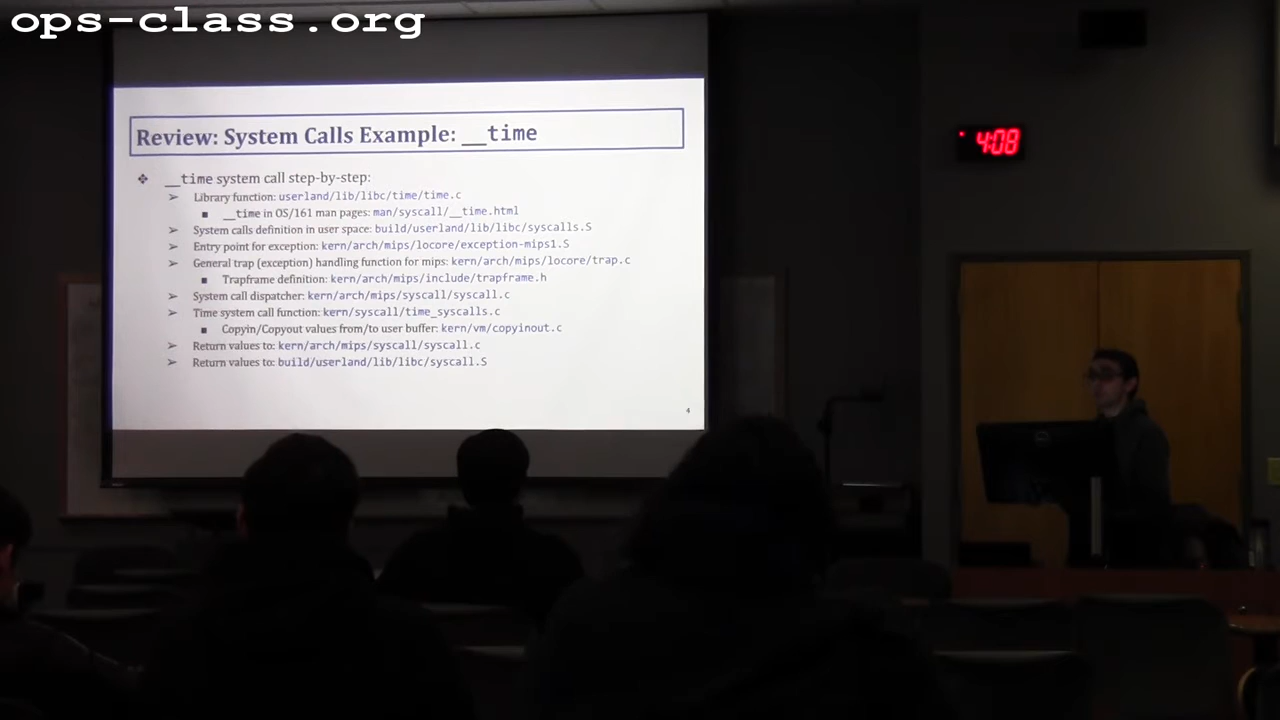 ops-class.org
4:08
Review: System Calls Example: __time
❖ __time system call step-by-step:
➢ Library function: userland/lib/libc/time/time.c
▪ __time in OS/161 man pages: man/syscall/__time.html
➢ System calls definition in user space: build/userland/lib/libc/syscalls.S
➢ Entry point for exception: kern/arch/mips/locore/exception-mips1.S
➢ General trap (exception) handling function for mips: kern/arch/mips/locore/trap.c
▪ Trapframe definition: kern/arch/mips/include/trapframe.h
➢ System call dispatcher: kern/arch/mips/syscall/syscall.c
➢ Time system call function: kern/syscall/time_syscalls.c
▪ Copyin/Copyout values from/to user buffer: kern/vm/copyinout.c
➢ Return values to: kern/arch/mips/syscall/syscall.c
➢ Return values to: build/userland/lib/libc/syscall.S
4